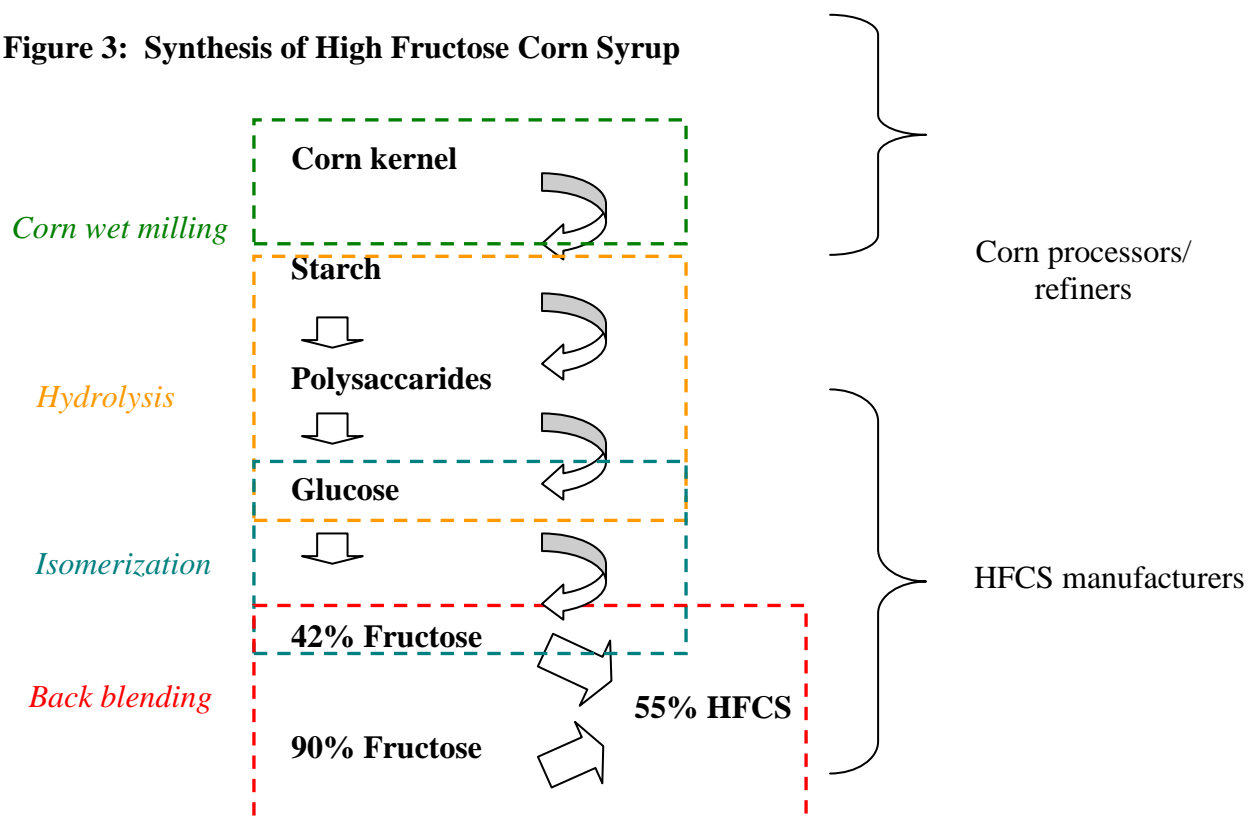 Figure 3:  Synthesis of High Fructose Corn Syrup
Corn kernel
Corn wet milling
Starch
Corn processors/
refiners
Polysaccarides
Hydrolysis
Glucose
Isomerization
HFCS manufacturers
42% Fructose
Back blending
55% HFCS
90% Fructose